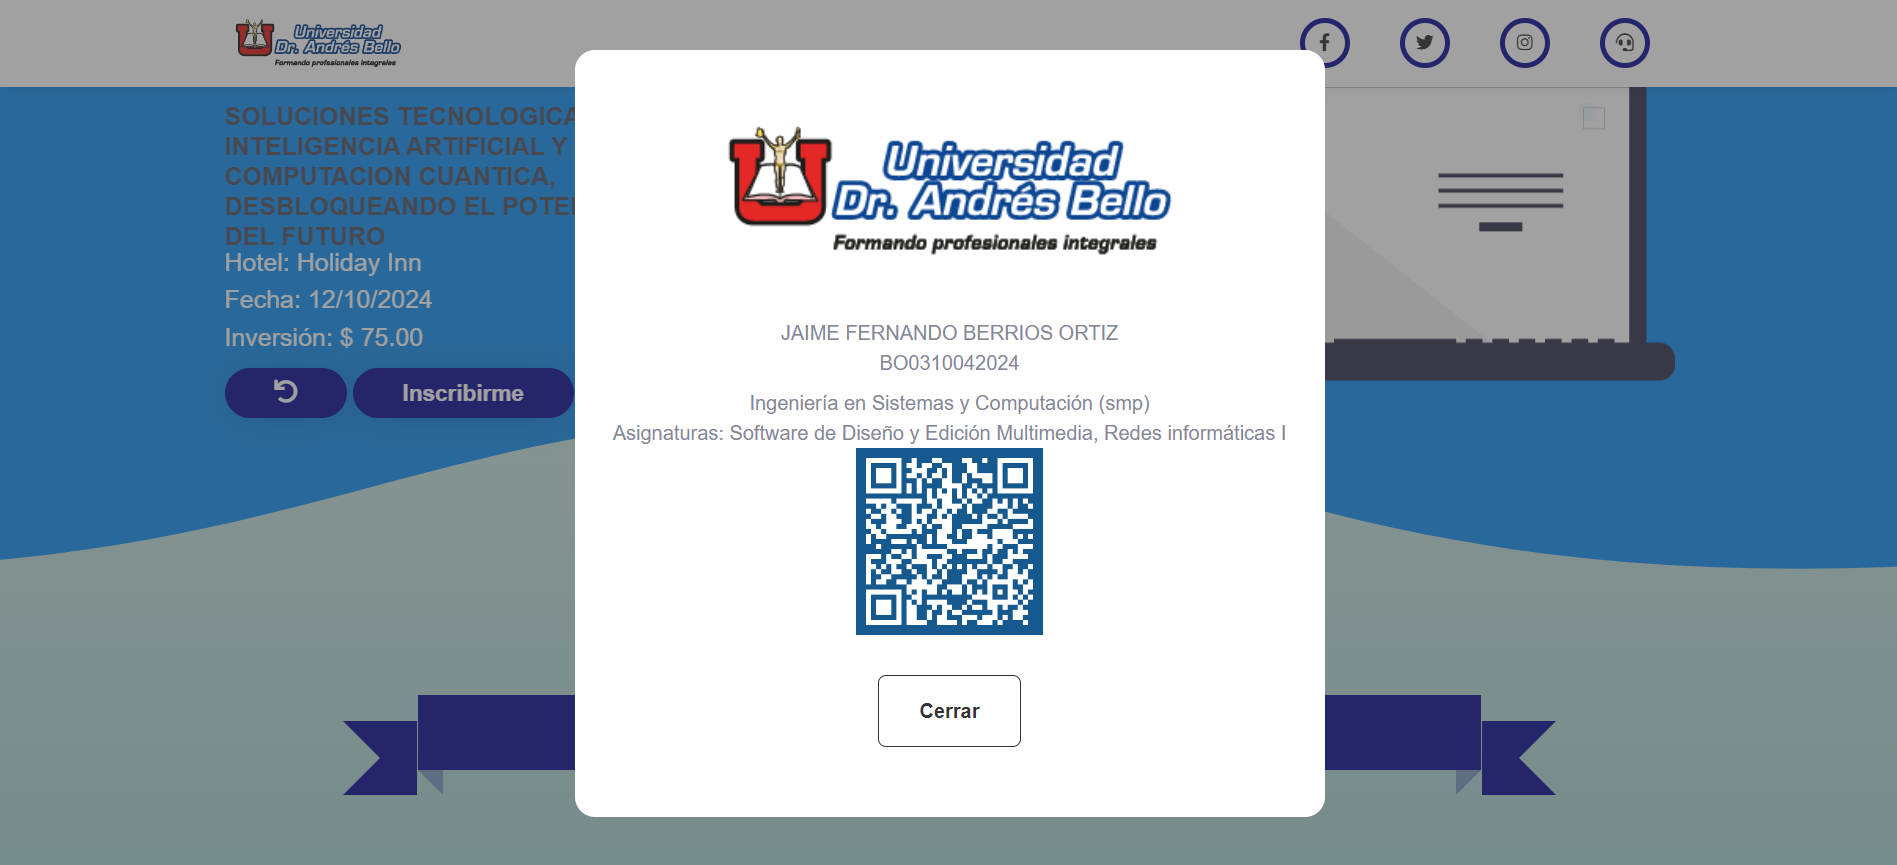 Universidad
Dr. Andrés Bello
Formando profesionales integrales
SOLUCIONES TECNOLOGICA
INTELIGENCIA ARTIFICIAL Y
COMPUTACION CUANTICA,
DESBLOQUEANDO EL POTE
DEL FUTURO
Hotel: Holiday Inn
Fecha: 12/10/2024
Inversión: $ 75.00
Inscribirme
Universidad
Dr. Andrés Bello
Formando profesionales integrales
JAIME FERNANDO BERRIOS ORTIZ
BO0310042024
Ingeniería en Sistemas y Computación (smp)
Asignaturas: Software de Diseño y Edición Multimedia, Redes informáticas I
Cerrar